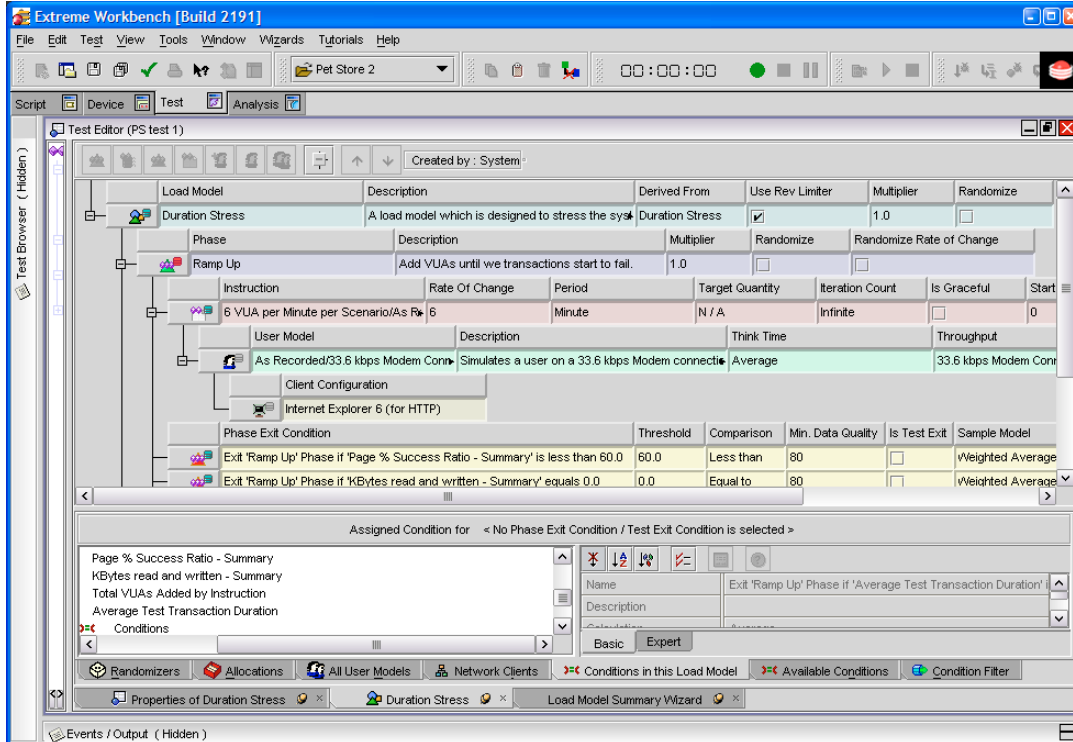 Extreme Workbench [Build 2191]
File Edit Test View Tools Window Wizards Tutorials Help
Pet Store 2 00:00:00
Script Device Test Analysis
Test Browser ( Hidden )
Test Editor (PS test 1)
Created by : System
Load Model Description Derived From Use Rev Limiter Multiplier Randomize
Duration Stress A load model which is designed to stress the syst Duration Stress 1.0
Phase Description Multiplier Randomize Randomize Rate of Change
Ramp Up Add VUAs until we transactions start to fail. 1.0
Instruction Rate Of Change Period Target Quantity Iteration Count Is Graceful Start
6 VUA per Minute per Scenario/As Re 6 Minute N / A Infinite 0
User Model Description Think Time Throughput
As Recorded/33.6 kbps Modem Conn Simulates a user on a 33.6 kbps Modem connectio Average 33.6 kbps Modem Conn
Client Configuration
Internet Explorer 6 (for HTTP)
Phase Exit Condition Threshold Comparison Min. Data Quality Is Test Exit Sample Model
Exit 'Ramp Up' Phase if 'Page % Success Ratio - Summary' is less than 60.0 60.0 Less than 80 Weighted Average
Exit 'Ramp Up' Phase if 'KBytes read and written - Summary' equals 0.0 0.0 Equal to 80 Weighted Average
Assigned Condition for < No Phase Exit Condition / Test Exit Condition is selected >
Page % Success Ratio - Summary
KBytes read and written - Summary
Total VUAs Added by Instruction
Average Test Transaction Duration
Conditions
Name Exit 'Ramp Up' Phase if 'Average Test Transaction Duration' i
Description
Calculation Average
Basic Expert
Randomizers Allocations All User Models Network Clients Conditions in this Load Model Available Conditions Condition Filter
Properties of Duration Stress Duration Stress Load Model Summary Wizard
Events / Output ( Hidden )